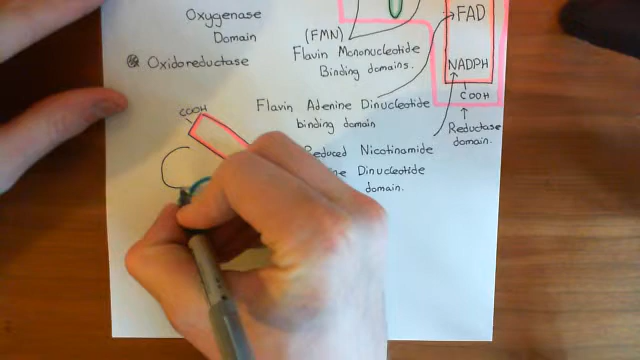 Oxygenase
Domain
Oxidoreductase
(FMN)
Flavin Mononucleotide
Binding domains.
FAD
NADPH
COOH
Reductase
domain.
Flavin Adenine Dinucleotide
binding domain
Reduced Nicotinamide
Dinucleotide
domain.
COOH